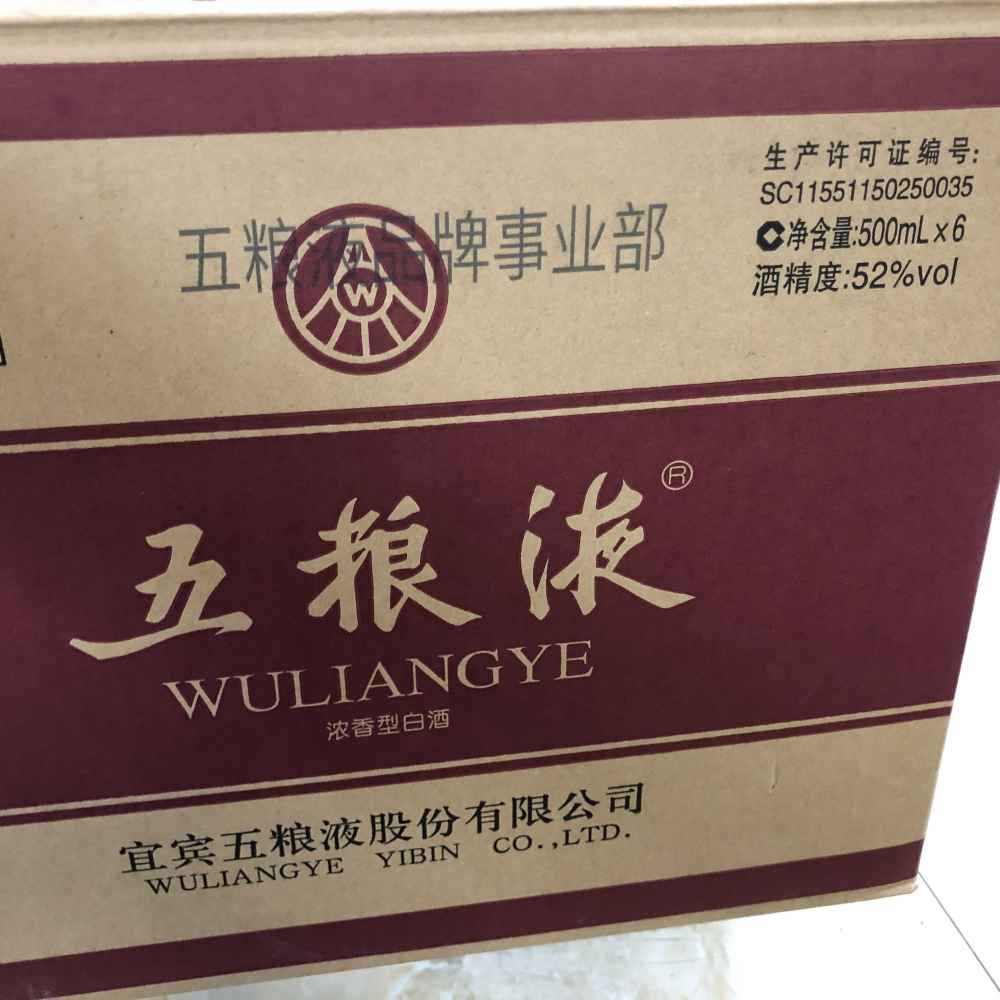 生产许可证编号:
SC11551150250035
净含量:500mL×6
酒精度:52%vol
五粮液品牌事业部
W
五粮液®
WULIANGYE
浓香型白酒
宜宾五粮液股份有限公司
WULIANGYE YIBIN CO.,LTD.